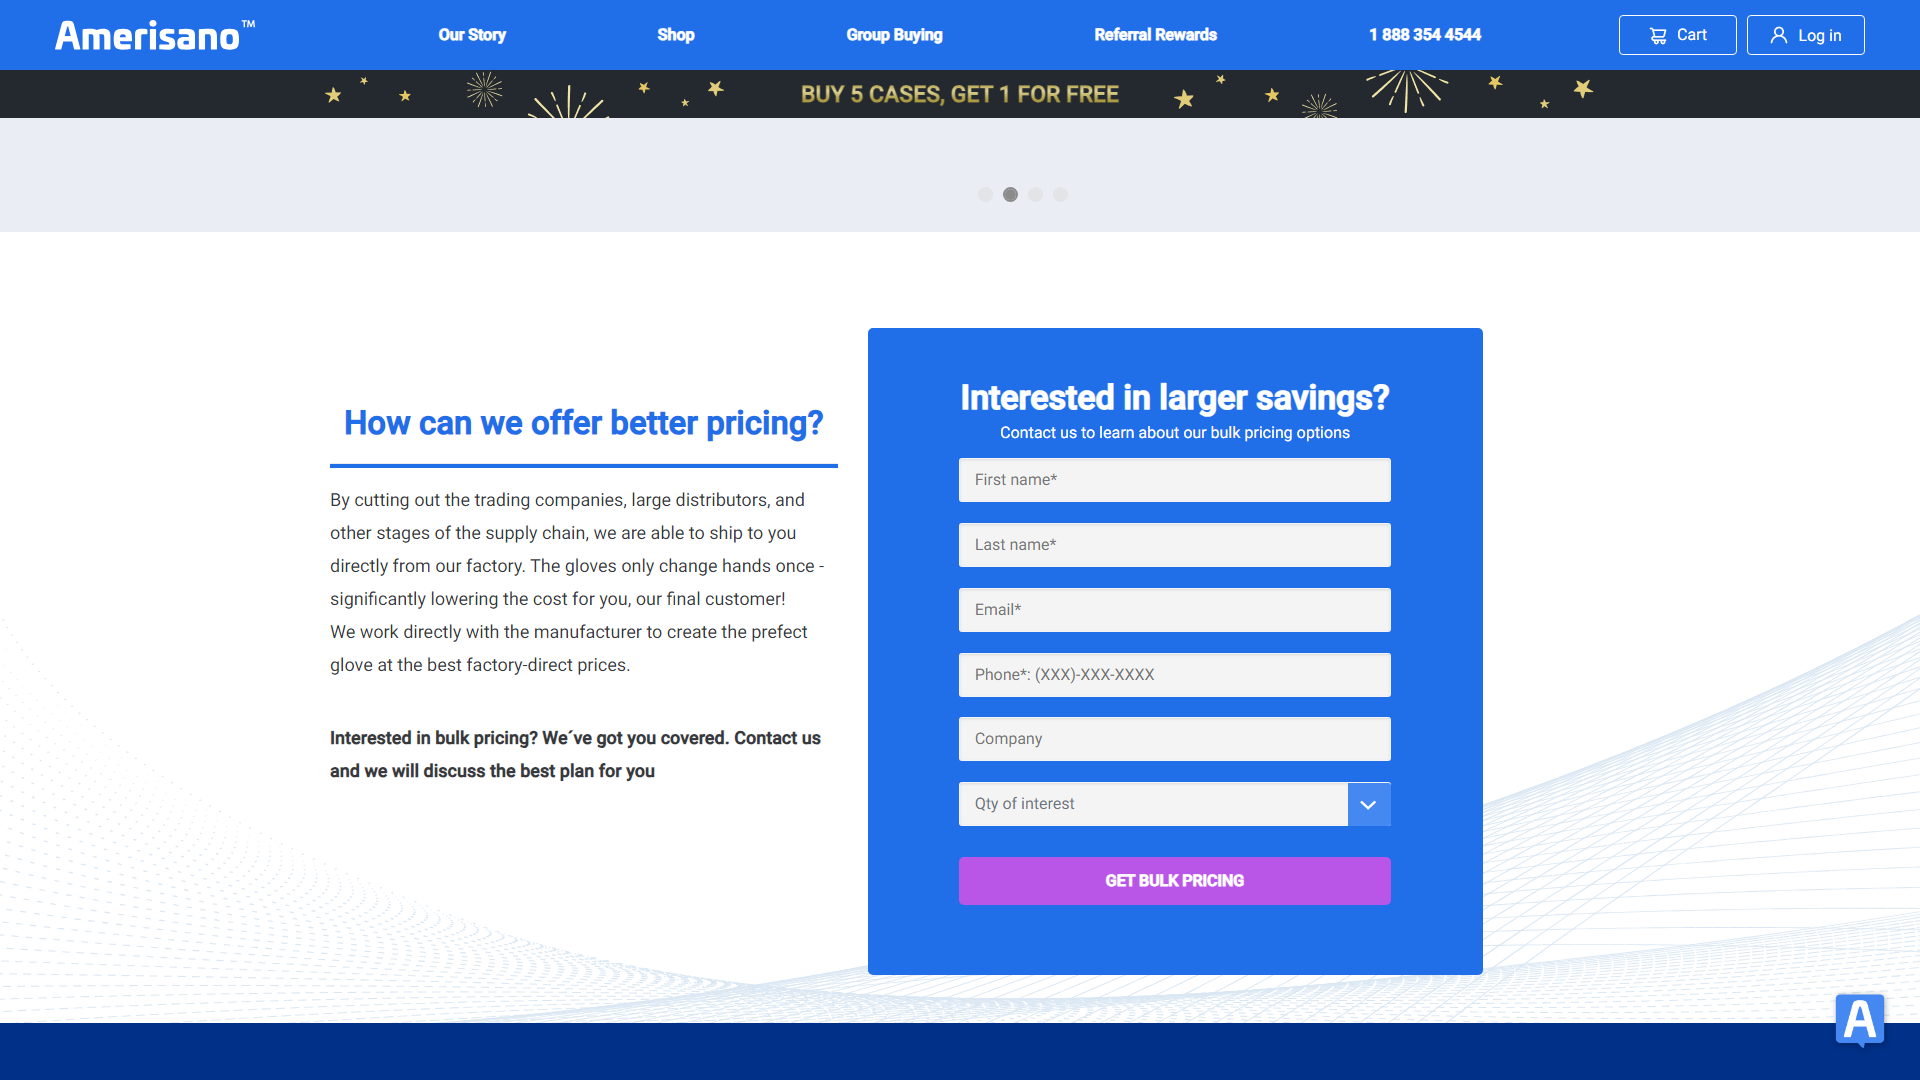 Amerisano™
Our Story
Shop
Group Buying
Referral Rewards
1 888 354 4544
Cart
Log in
BUY 5 CASES, GET 1 FOR FREE
How can we offer better pricing?
By cutting out the trading companies, large distributors, and
other stages of the supply chain, we are able to ship to you
directly from our factory. The gloves only change hands once -
significantly lowering the cost for you, our final customer!
We work directly with the manufacturer to create the prefect
glove at the best factory-direct prices.
Interested in bulk pricing? We´ve got you covered. Contact us
and we will discuss the best plan for you
Interested in larger savings?
Contact us to learn about our bulk pricing options
First name*
Last name*
Email*
Phone*: (XXX)-XXX-XXXX
Company
Qty of interest
GET BULK PRICING
A